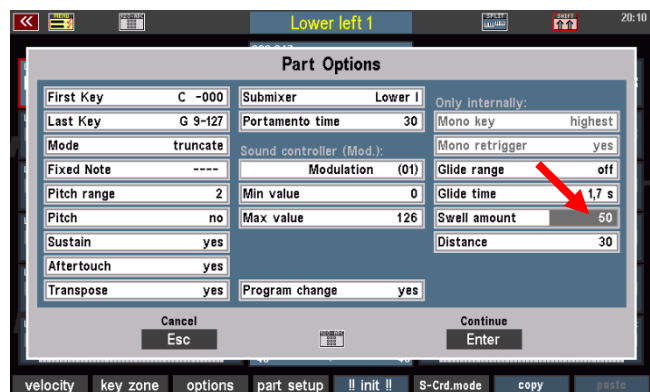 MENU
Lower left 1
SPLIT
SHIFT
20:10
Part Options
First Key C -000
Last Key G 9-127
Mode truncate
Fixed Note ----
Pitch range 2
Pitch no
Sustain yes
Aftertouch yes
Transpose yes
Submixer Lower I
Portamento time 30
Sound controller (Mod.):
Modulation (01)
Min value 0
Max value 126
Program change yes
Only internally:
Mono key highest
Mono retrigger yes
Glide range off
Glide time 1,7 s
Swell amount 50
Distance 30
Cancel
Esc
Continue
Enter
velocity key zone options part setup !! init !! S-Crd.mode copy paste